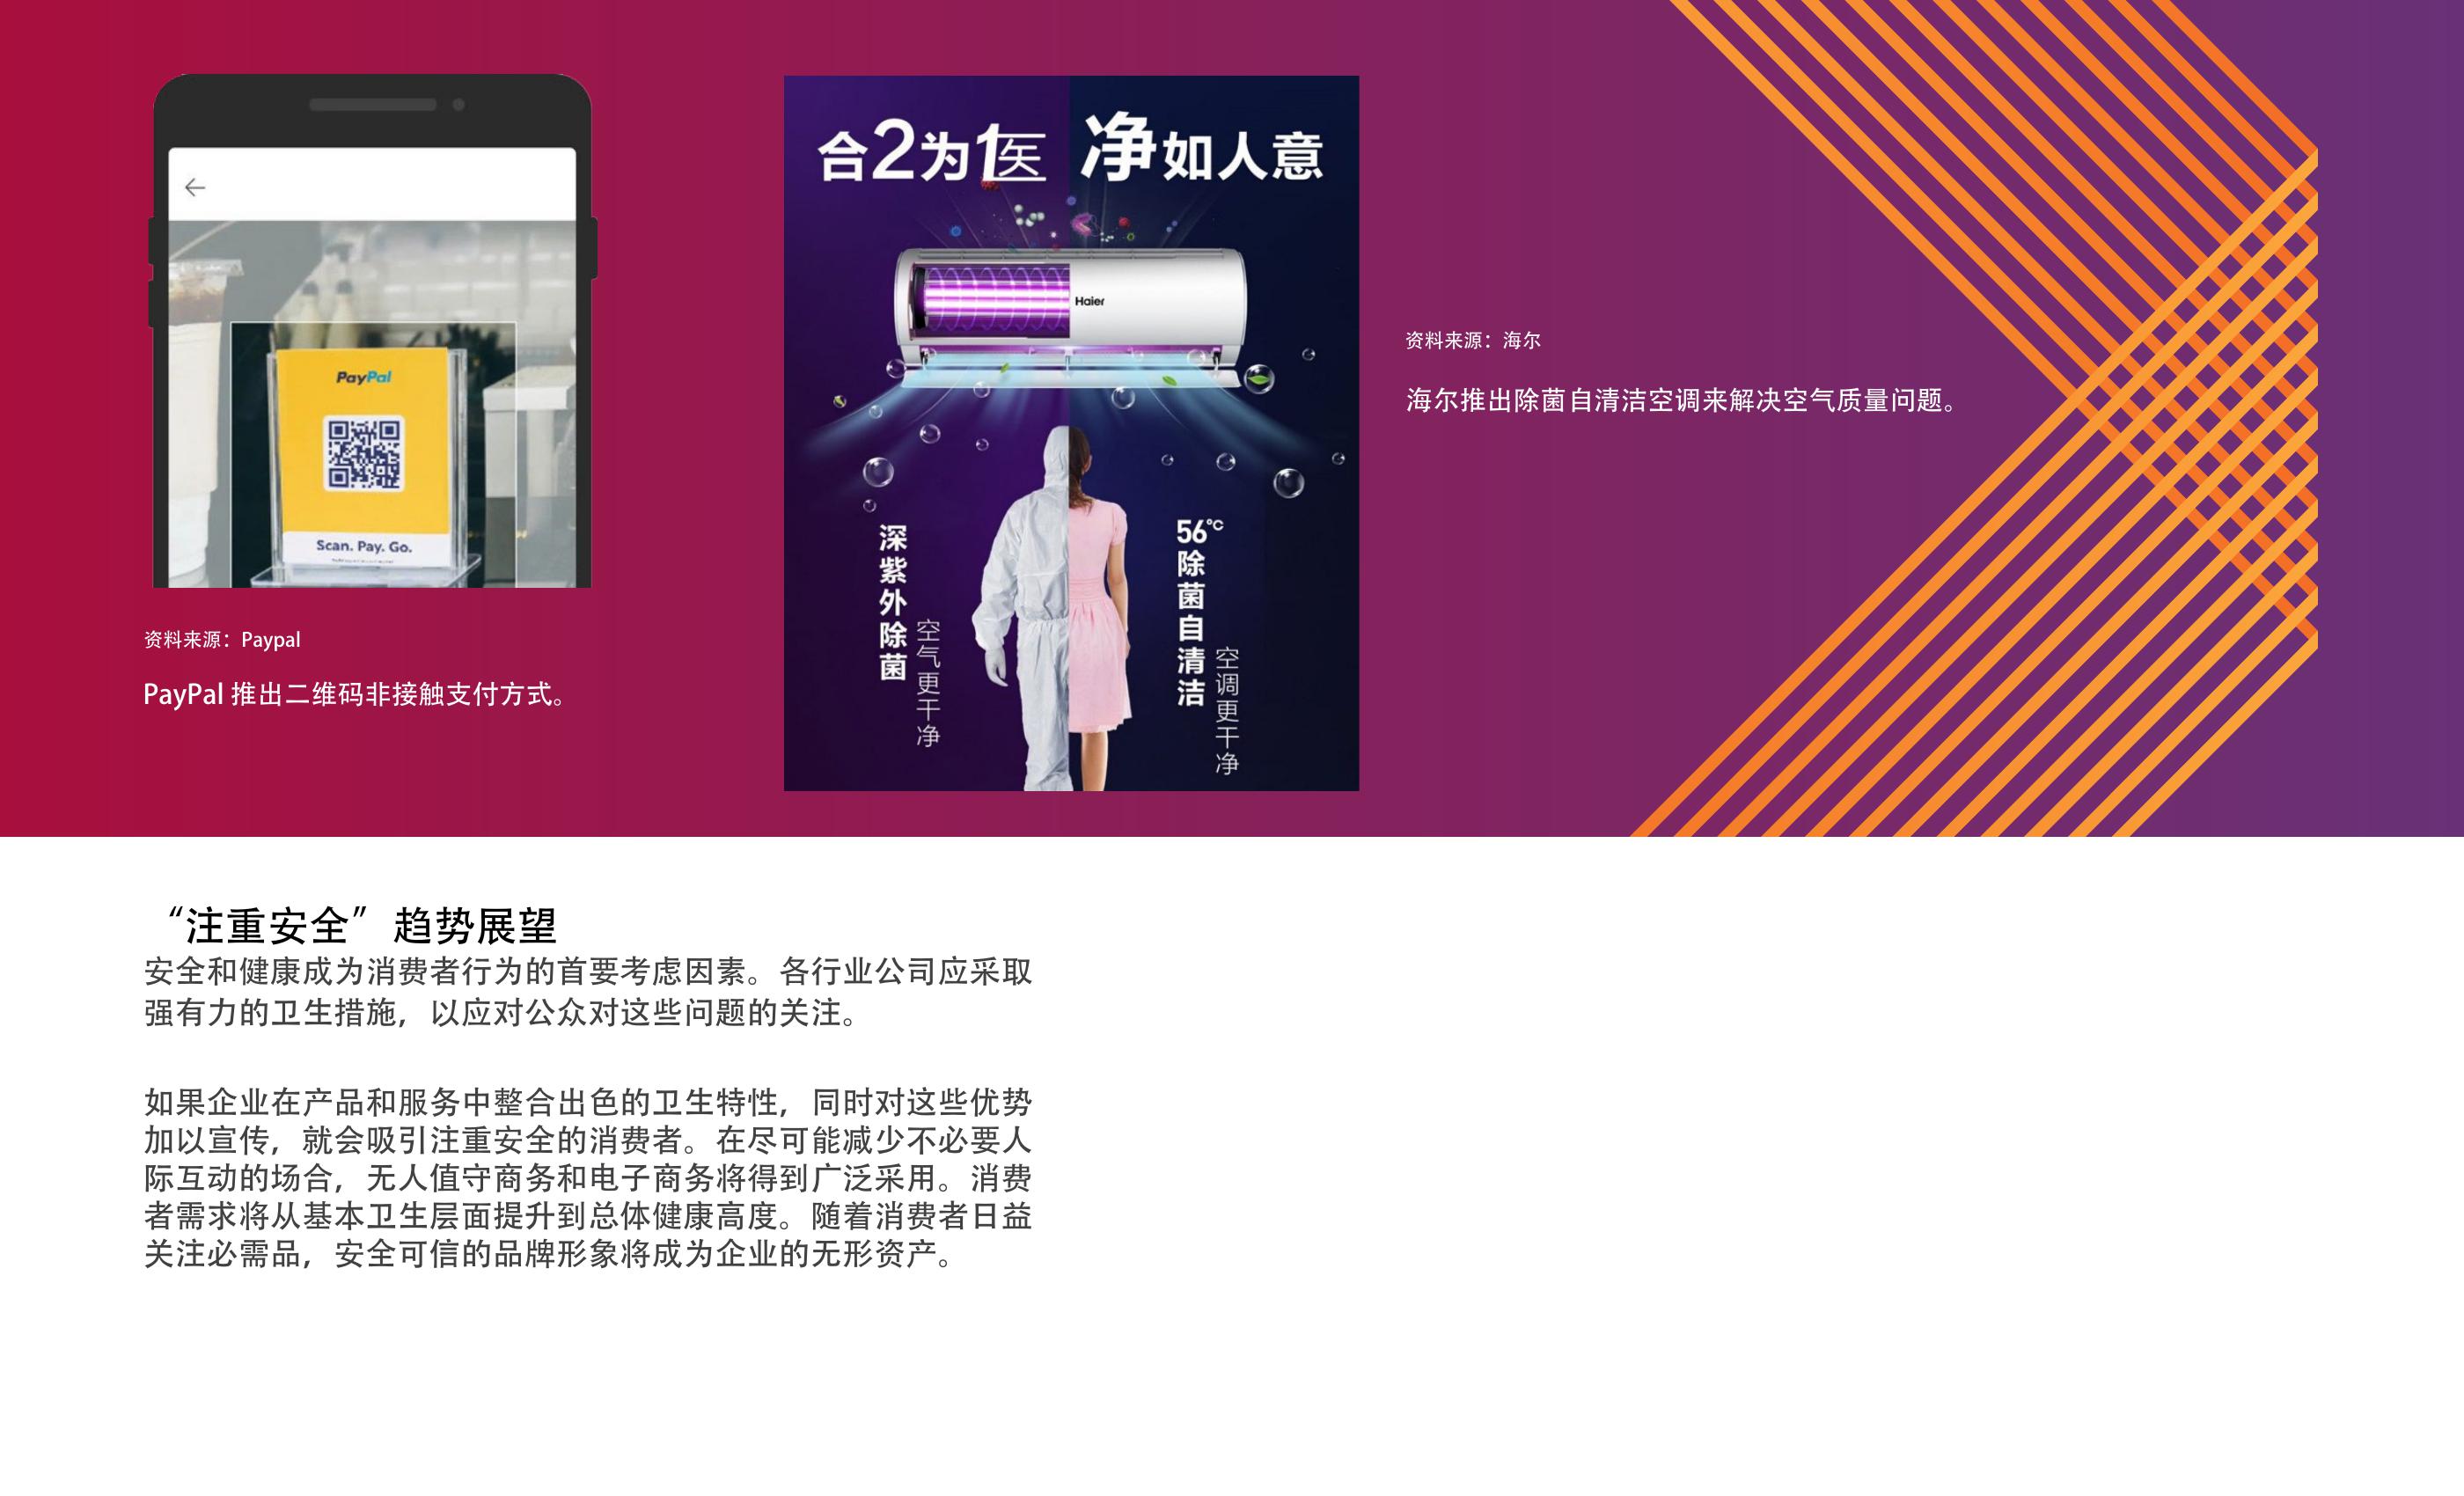 PayPal
Scan. Pay. Go.
资料来源：Paypal
PayPal 推出二维码非接触支付方式。
合2为1医 净如人意
Haier
深紫外除菌
空气更干净
56℃除菌自清洁
空调更干净
资料来源：海尔
海尔推出除菌自清洁空调来解决空气质量问题。
“注重安全”趋势展望
安全和健康成为消费者行为的首要考虑因素。各行业公司应采取
强有力的卫生措施，以应对公众对这些问题的关注。
如果企业在产品和服务中整合出色的卫生特性，同时对这些优势
加以宣传，就会吸引注重安全的消费者。在尽可能减少不必要人
际互动的场合，无人值守商务和电子商务将得到广泛采用。消费
者需求将从基本卫生层面提升到总体健康高度。随着消费者日益
关注必需品，安全可信的品牌形象将成为企业的无形资产。